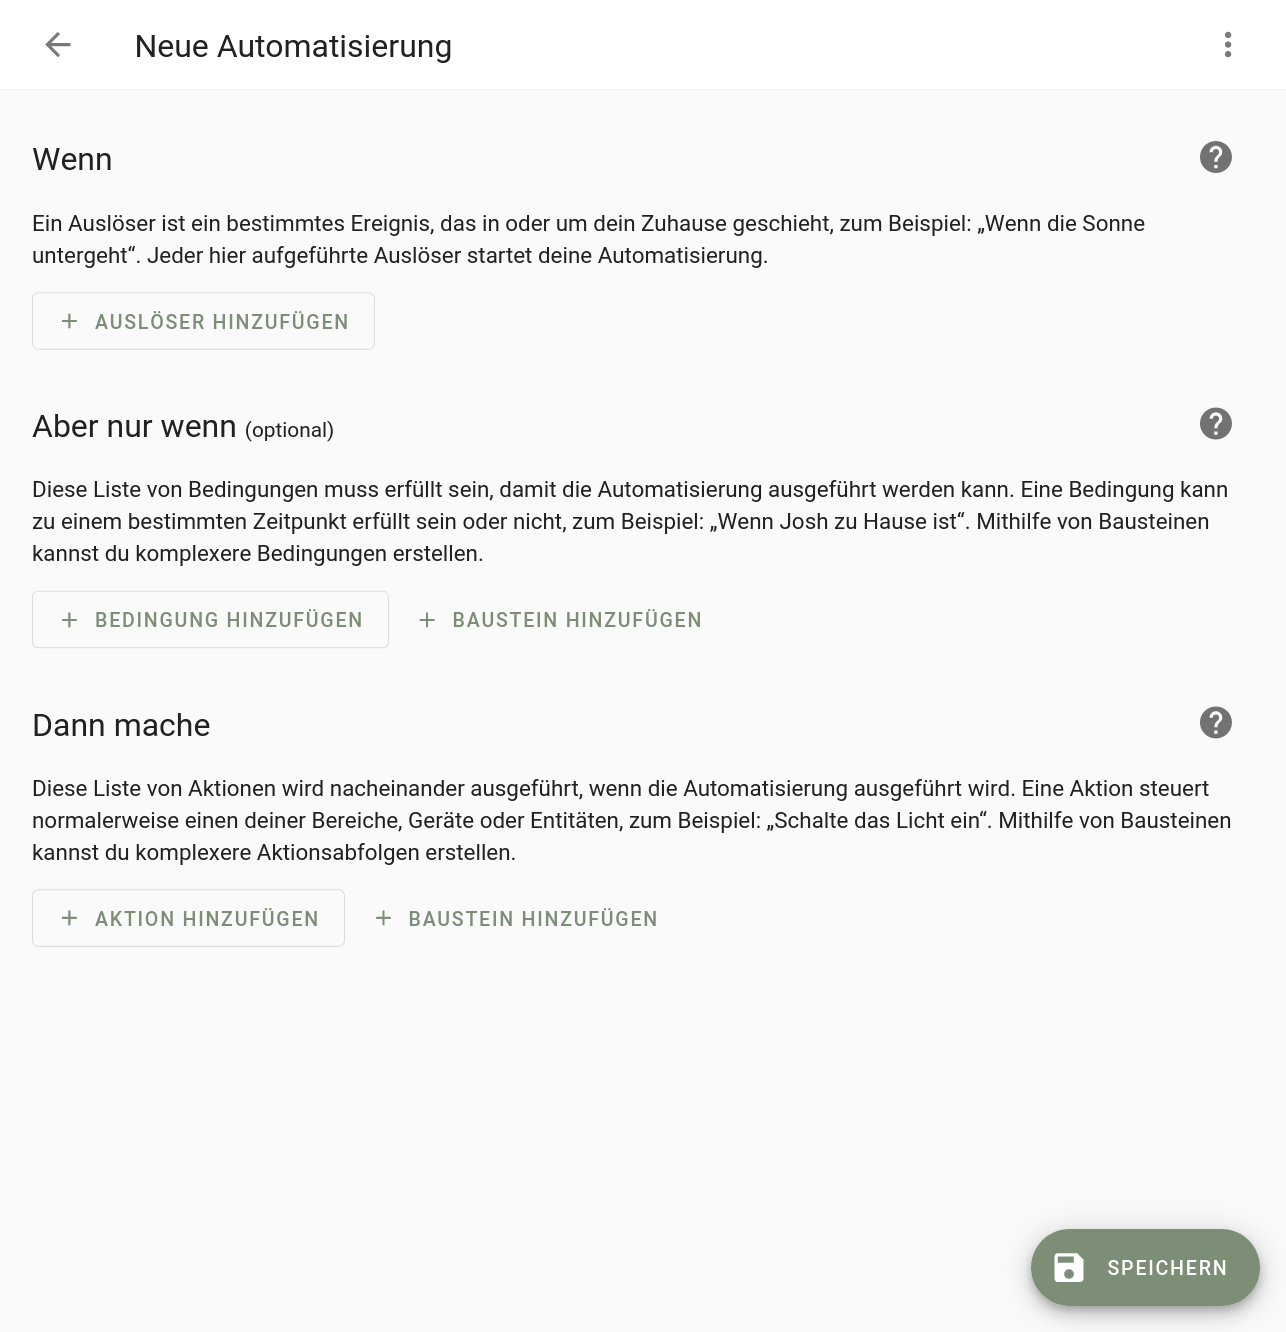 Neue Automatisierung
Wenn
Ein Auslöser ist ein bestimmtes Ereignis, das in oder um dein Zuhause geschieht, zum Beispiel: „Wenn die Sonne
untergeht“. Jeder hier aufgeführte Auslöser startet deine Automatisierung.
+ AUSLÖSER HINZUFÜGEN
Aber nur wenn (optional)
Diese Liste von Bedingungen muss erfüllt sein, damit die Automatisierung ausgeführt werden kann. Eine Bedingung kann
zu einem bestimmten Zeitpunkt erfüllt sein oder nicht, zum Beispiel: „Wenn Josh zu Hause ist“. Mithilfe von Bausteinen
kannst du komplexere Bedingungen erstellen.
+ BEDINGUNG HINZUFÜGEN + BAUSTEIN HINZUFÜGEN
Dann mache
Diese Liste von Aktionen wird nacheinander ausgeführt, wenn die Automatisierung ausgeführt wird. Eine Aktion steuert
normalerweise einen deiner Bereiche, Geräte oder Entitäten, zum Beispiel: „Schalte das Licht ein“. Mithilfe von Bausteinen
kannst du komplexere Aktionsabfolgen erstellen.
+ AKTION HINZUFÜGEN + BAUSTEIN HINZUFÜGEN
SPEICHERN